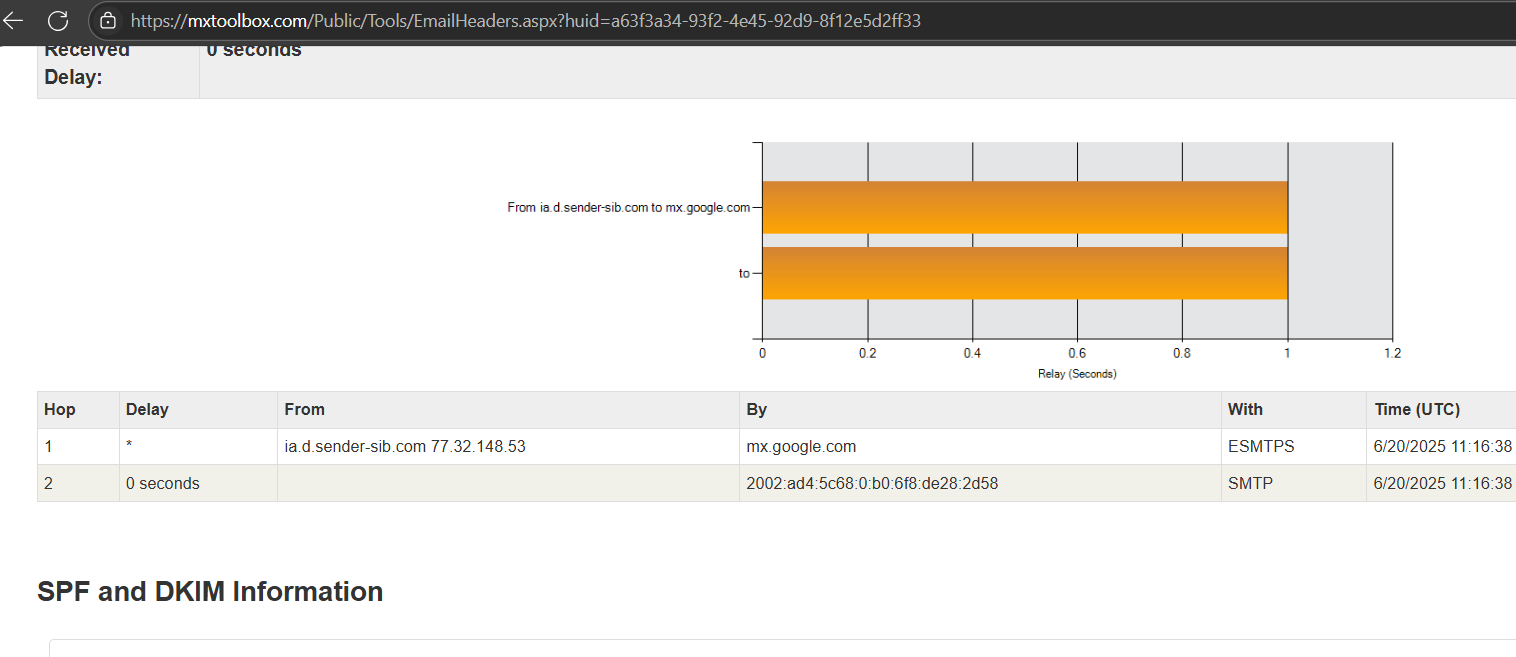 https://mxtoolbox.com/Public/Tools/EmailHeaders.aspx?huid=a63f3a34-93f2-4e45-92d9-8f12e5d2ff33
Received 0 seconds
Delay:
From ia.d.sender-sib.com to mx.google.com
to
0 0.2 0.4 0.6 0.8 1 1.2
Relay (Seconds)
Hop Delay From By With Time (UTC)
1 * ia.d.sender-sib.com 77.32.148.53 mx.google.com ESMTPS 6/20/2025 11:16:38
2 0 seconds 2002:ad4:5c68:0:b0:6f8:de28:2d58 SMTP 6/20/2025 11:16:38
SPF and DKIM Information